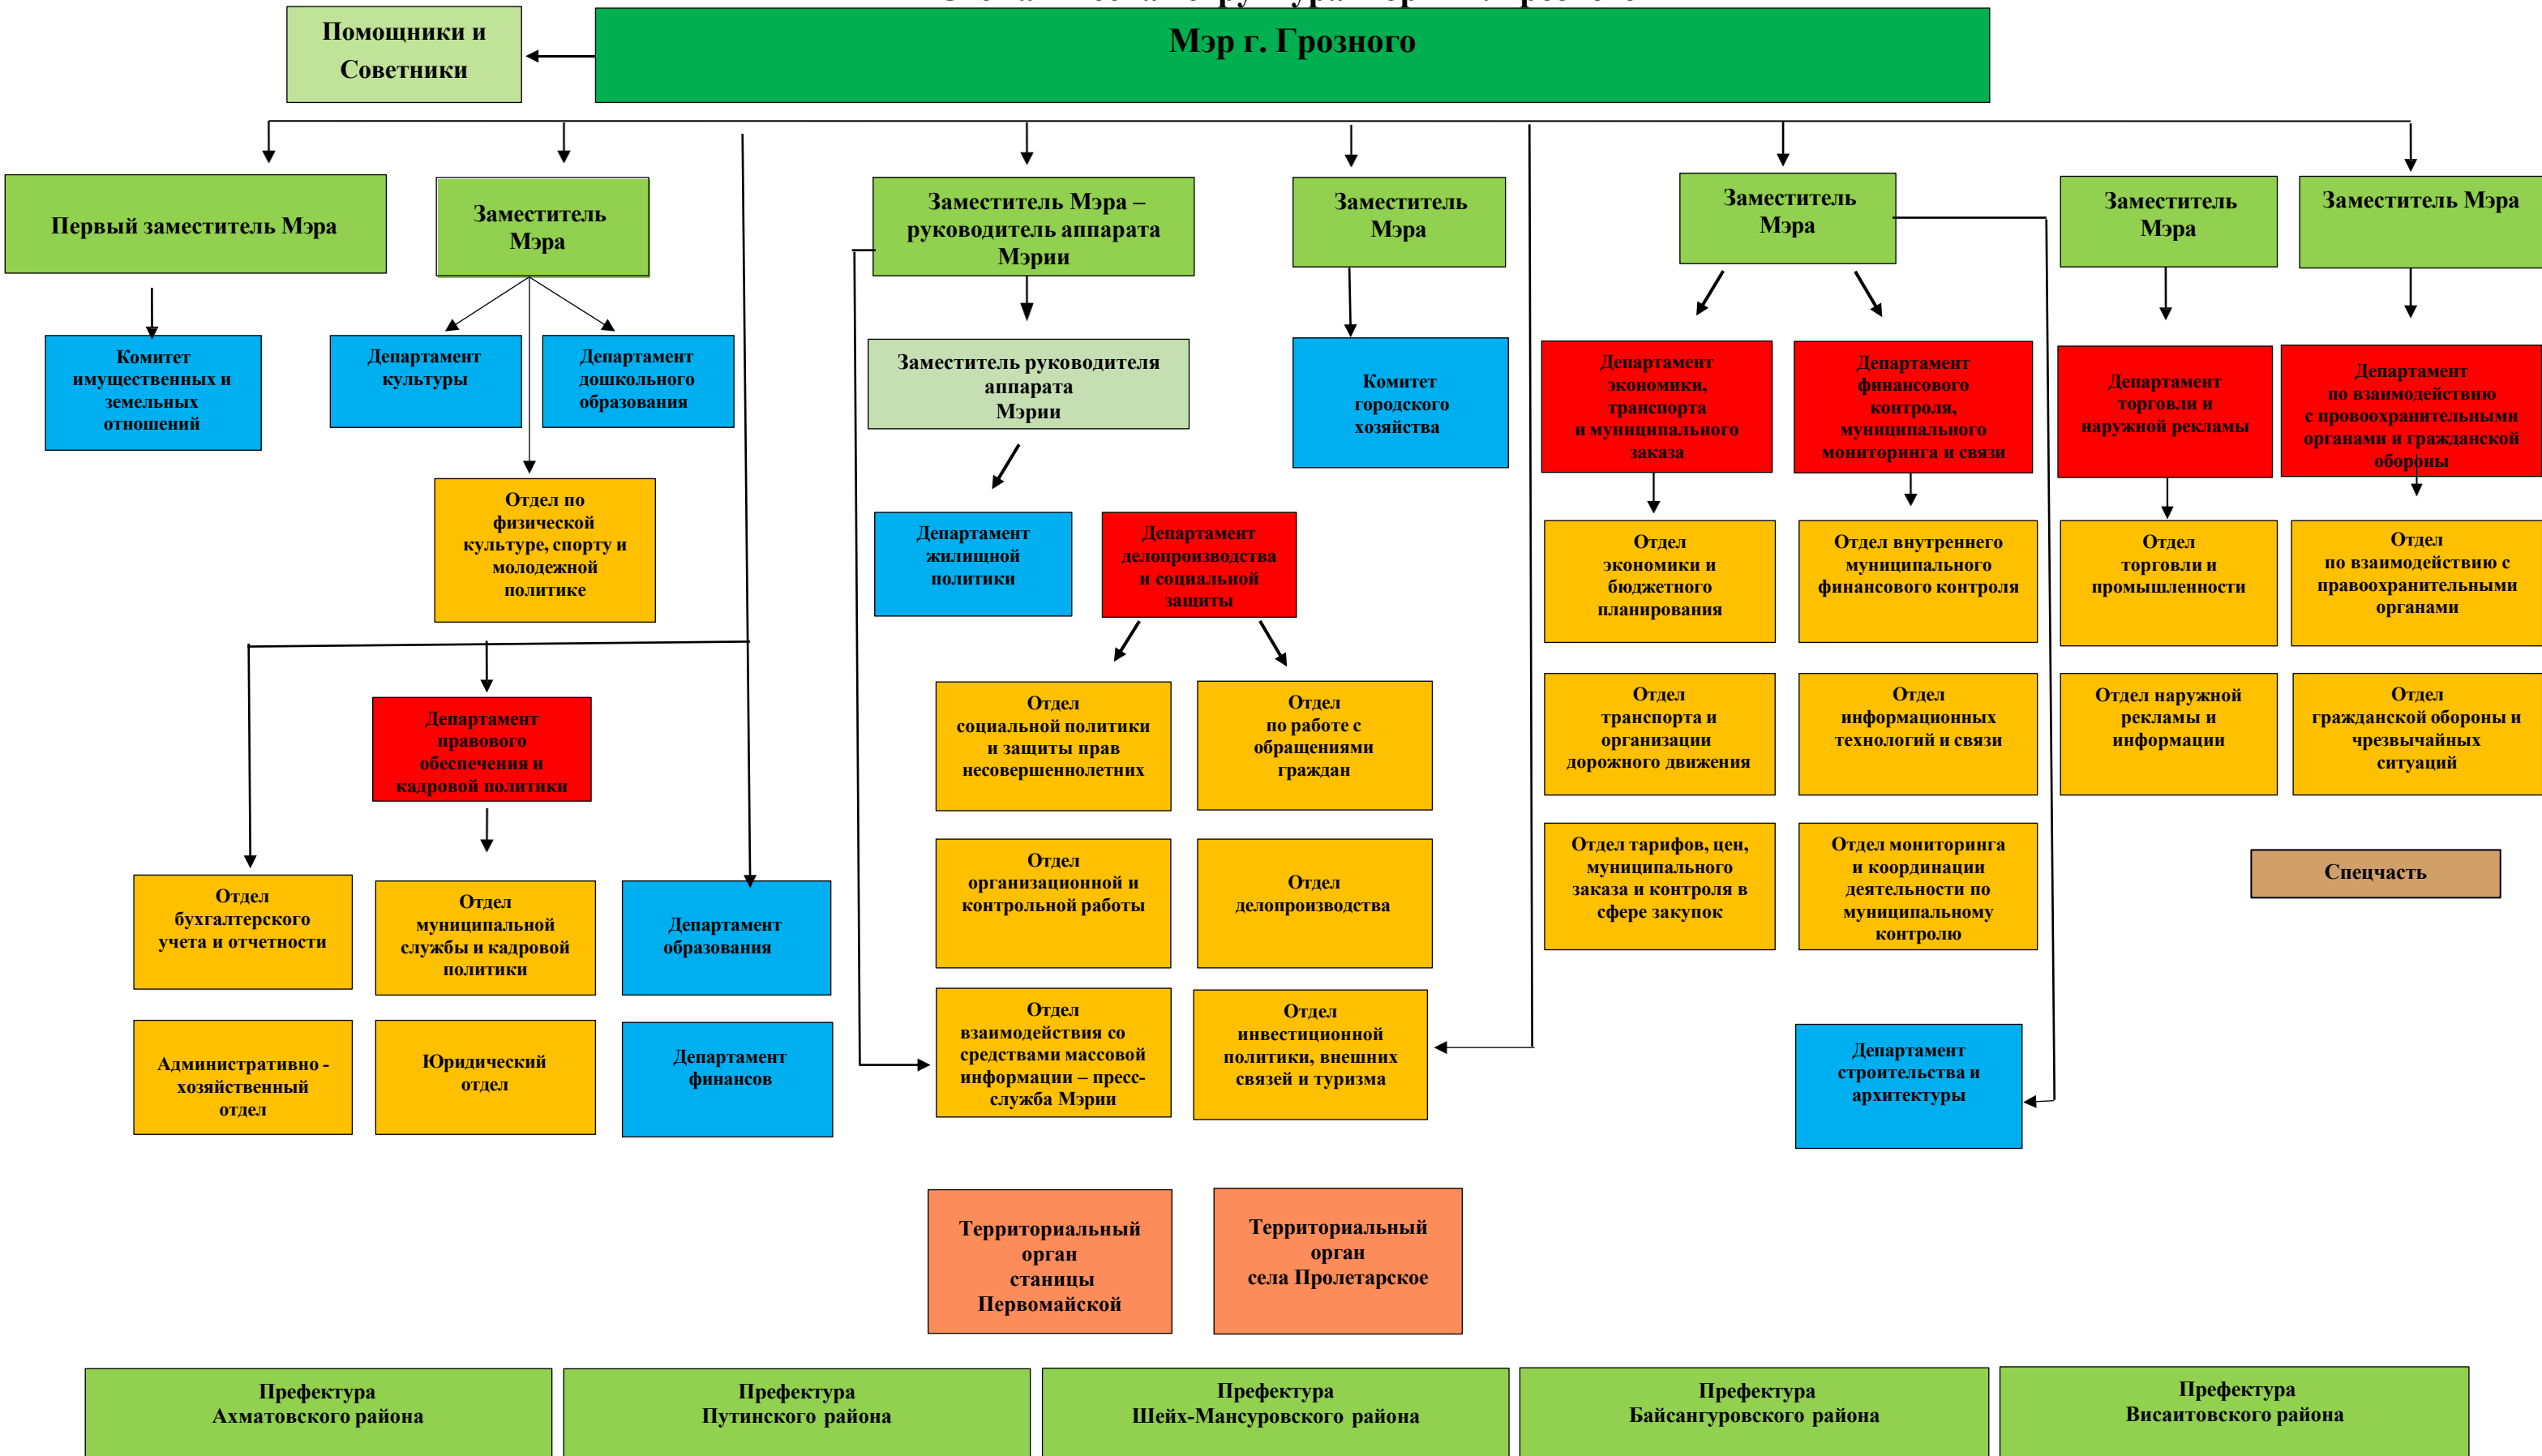 Помощники и
Советники
Мэр г. Грозного
Первый заместитель Мэра
Заместитель
Мэра
Заместитель Мэра –
руководитель аппарата
Мэрии
Заместитель
Мэра
Заместитель
Мэра
Заместитель
Мэра
Заместитель Мэра
Комитет
имущественных и
земельных
отношений
Департамент
культуры
Департамент
дошкольного
образования
Заместитель руководителя
аппарата
Мэрии
Комитет
городского
хозяйства
Департамент
экономики,
транспорта
и муниципального
заказа
Департамент
финансового
контроля,
муниципального
мониторинга и связи
Департамент
торговли и
наружной рекламы
Департамент
по взаимодействию
с провоохранительными
органами и гражданской
обороны
Отдел по
физической
культуре, спорту и
молодежной
политике
Департамент
жилищной
политики
Департамент
делопроизводства
и социальной
защиты
Отдел
экономики и
бюджетного
планирования
Отдел внутреннего
муниципального
финансового контроля
Отдел
торговли и
промышленности
Отдел
по взаимодействию с
правоохранительными
органами
Департамент
правового
обеспечения и
кадровой политики
Отдел
социальной политики
и защиты прав
несовершеннолетних
Отдел
по работе с
обращениями
граждан
Отдел
транспорта и
организации
дорожного движения
Отдел
информационных
технологий и связи
Отдел наружной
рекламы и
информации
Отдел
гражданской обороны и
чрезвычайных
ситуаций
Отдел
бухгалтерского
учета и отчетности
Отдел
муниципальной
службы и кадровой
политики
Департамент
образования
Отдел
организационной и
контрольной работы
Отдел
делопроизводства
Отдел тарифов, цен,
муниципального
заказа и контроля в
сфере закупок
Отдел мониторинга
и координации
деятельности по
муниципальному
контролю
Спецчасть
Административно -
хозяйственный
отдел
Юридический
отдел
Департамент
финансов
Отдел
взаимодействия со
средствами массовой
информации – пресс-
служба Мэрии
Отдел
инвестиционной
политики, внешних
связей и туризма
Департамент
строительства и
архитектуры
Территориальный
орган
станицы
Первомайской
Территориальный
орган
села Пролетарское
Префектура
Ахматовского района
Префектура
Путинского района
Префектура
Шейх-Мансуровского района
Префектура
Байсангуровского района
Префектура
Висаитовского района